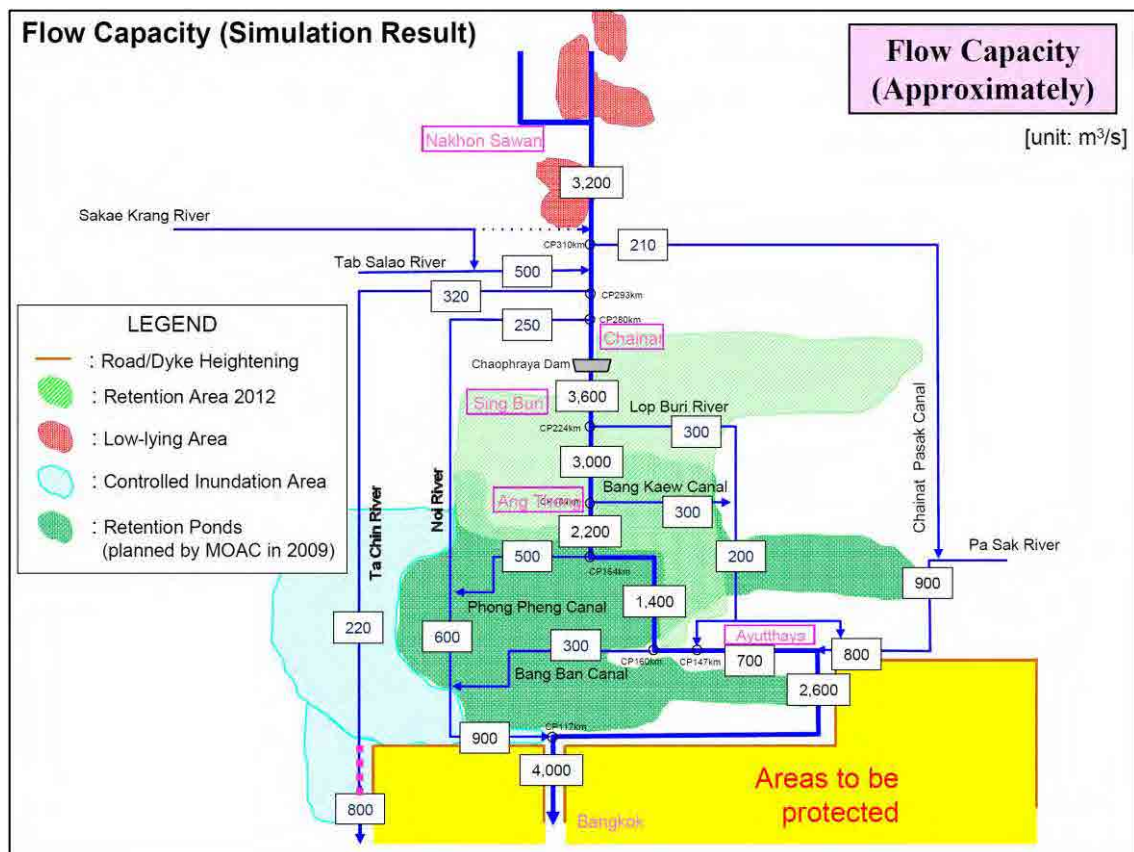 Flow Capacity (Simulation Result)
Flow Capacity
(Approximately)
[unit: m³/s]
Nakhon Sawan
3,200
Sakae Krang River
CP310km
210
Tab Salao River
500
320
CP293km
250
CP280km
LEGEND
: Road/Dyke Heightening
: Retention Area 2012
: Low-lying Area
: Controlled Inundation Area
: Retention Ponds
(planned by MOAC in 2009)
Chainat
Chaophraya Dam
3,600
Sing Buri
Lop Buri River
CP224km
300
3,000
Chainat Pasak Canal
Ta Chin River
Noi River
Ang Thong
Bang Kaew Canal
300
2,200
500
CP164km
200
Pa Sak River
900
Phong Pheng Canal
1,400
220
600
300
Ayutthaya
CP160km
CP147km
700
800
Bang Ban Canal
2,600
900
CP117km
4,000
Areas to be
protected
800
Bangkok